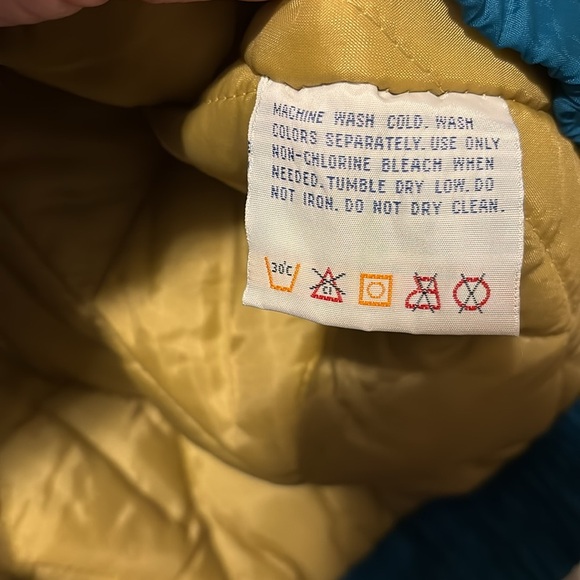 MACHINE WASH COLD. WASH
COLORS SEPARATELY. USE ONLY
NON-CHLORINE BLEACH WHEN
NEEDED. TUMBLE DRY LOW. DO
NOT IRON. DO NOT DRY CLEAN.
30°C
Cl